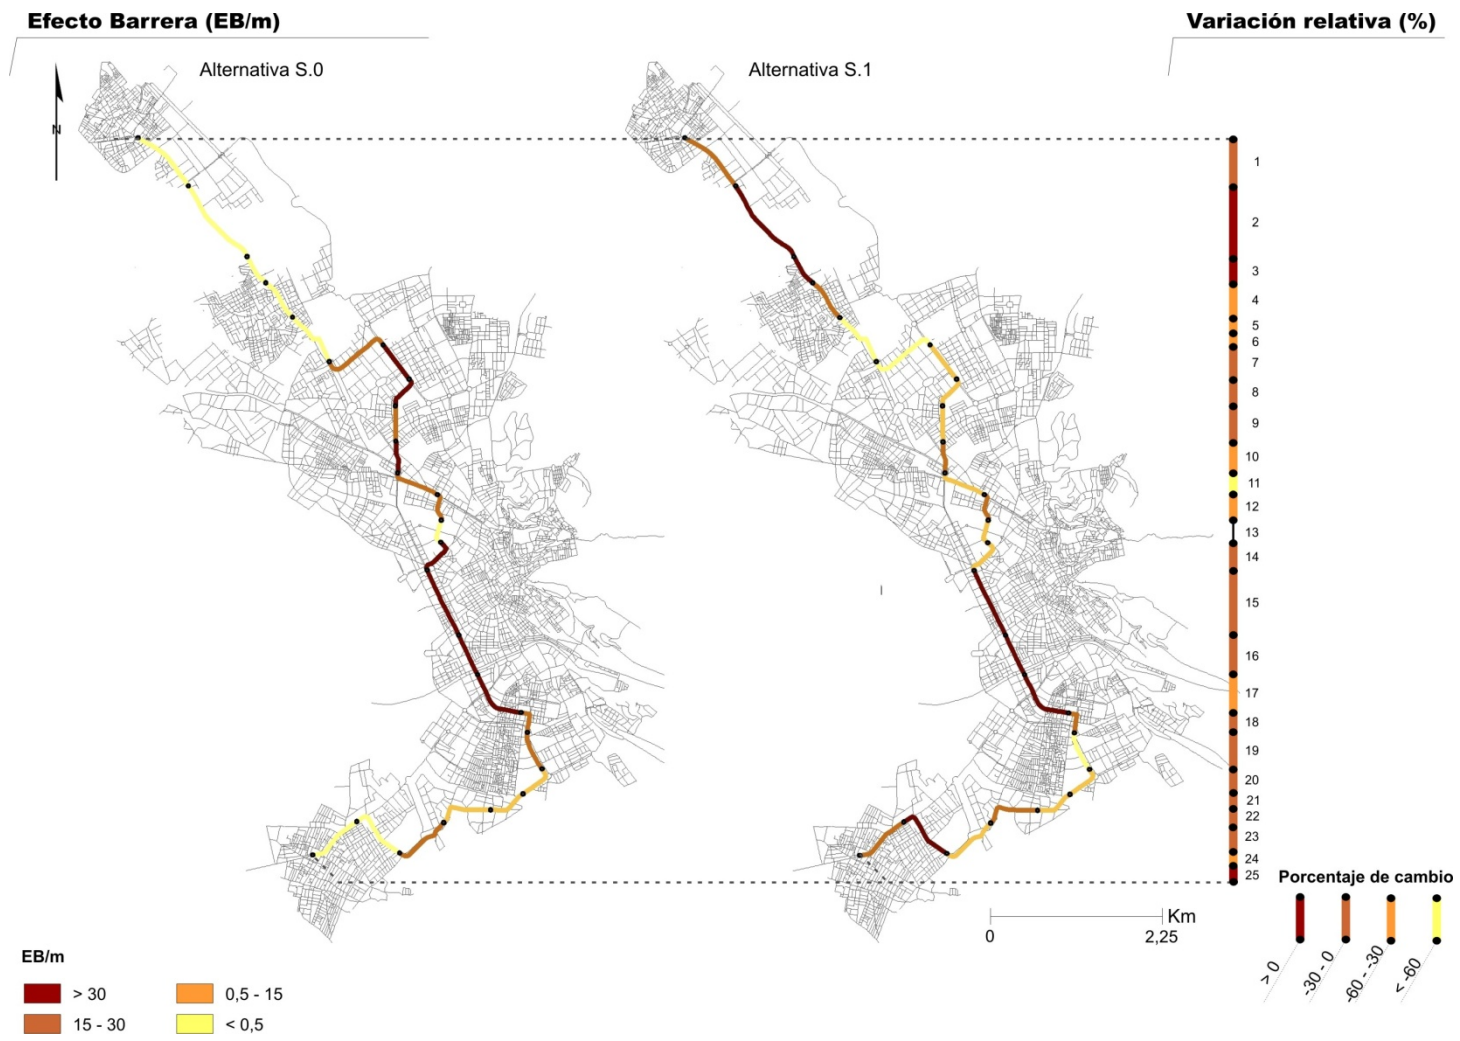 Efecto Barrera (EB/m)
Variación relativa (%)
Alternativa S.0
Alternativa S.1
N
1
2
3
4
5
6
7
8
9
10
11
12
13
14
15
16
17
18
19
20
21
22
23
24
25
Porcentaje de cambio
> 0
-30 - 0
-60 - -30
< -60
Km
0
2,25
EB/m
> 30
0,5 - 15
15 - 30
< 0,5